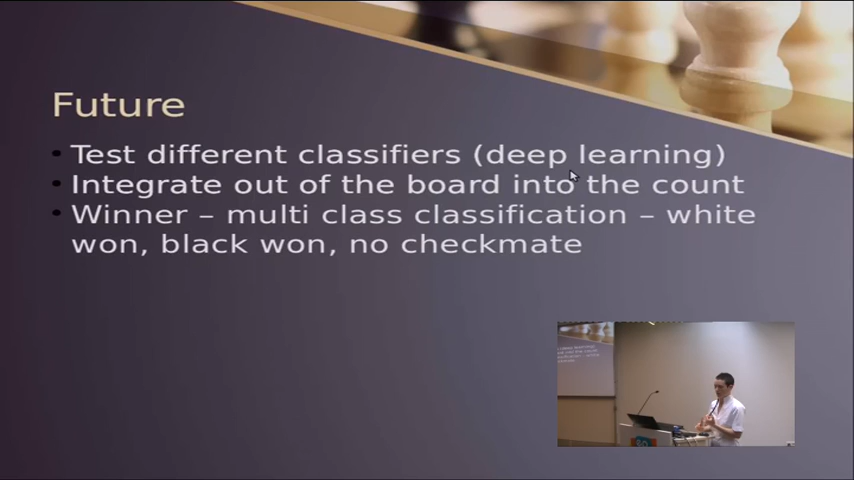 Future
• Test different classifiers (deep learning)
• Integrate out of the board into the count
• Winner – multi class classification – white
won, black won, no checkmate